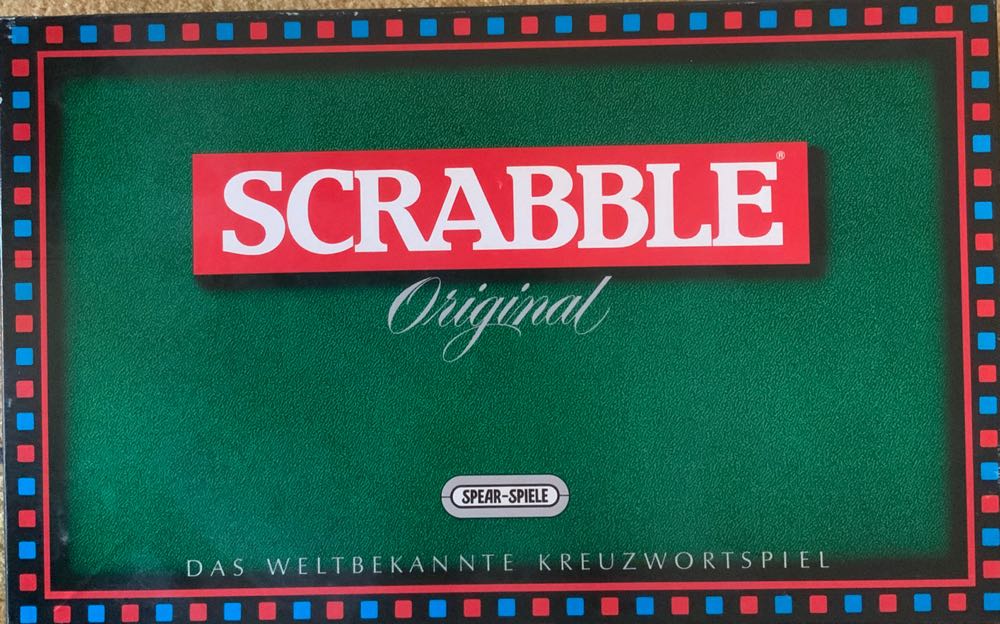 SCRABBLE®
Original
SPEAR-SPIELE
DAS WELTBEKANNTE KREUZWORTSPIEL